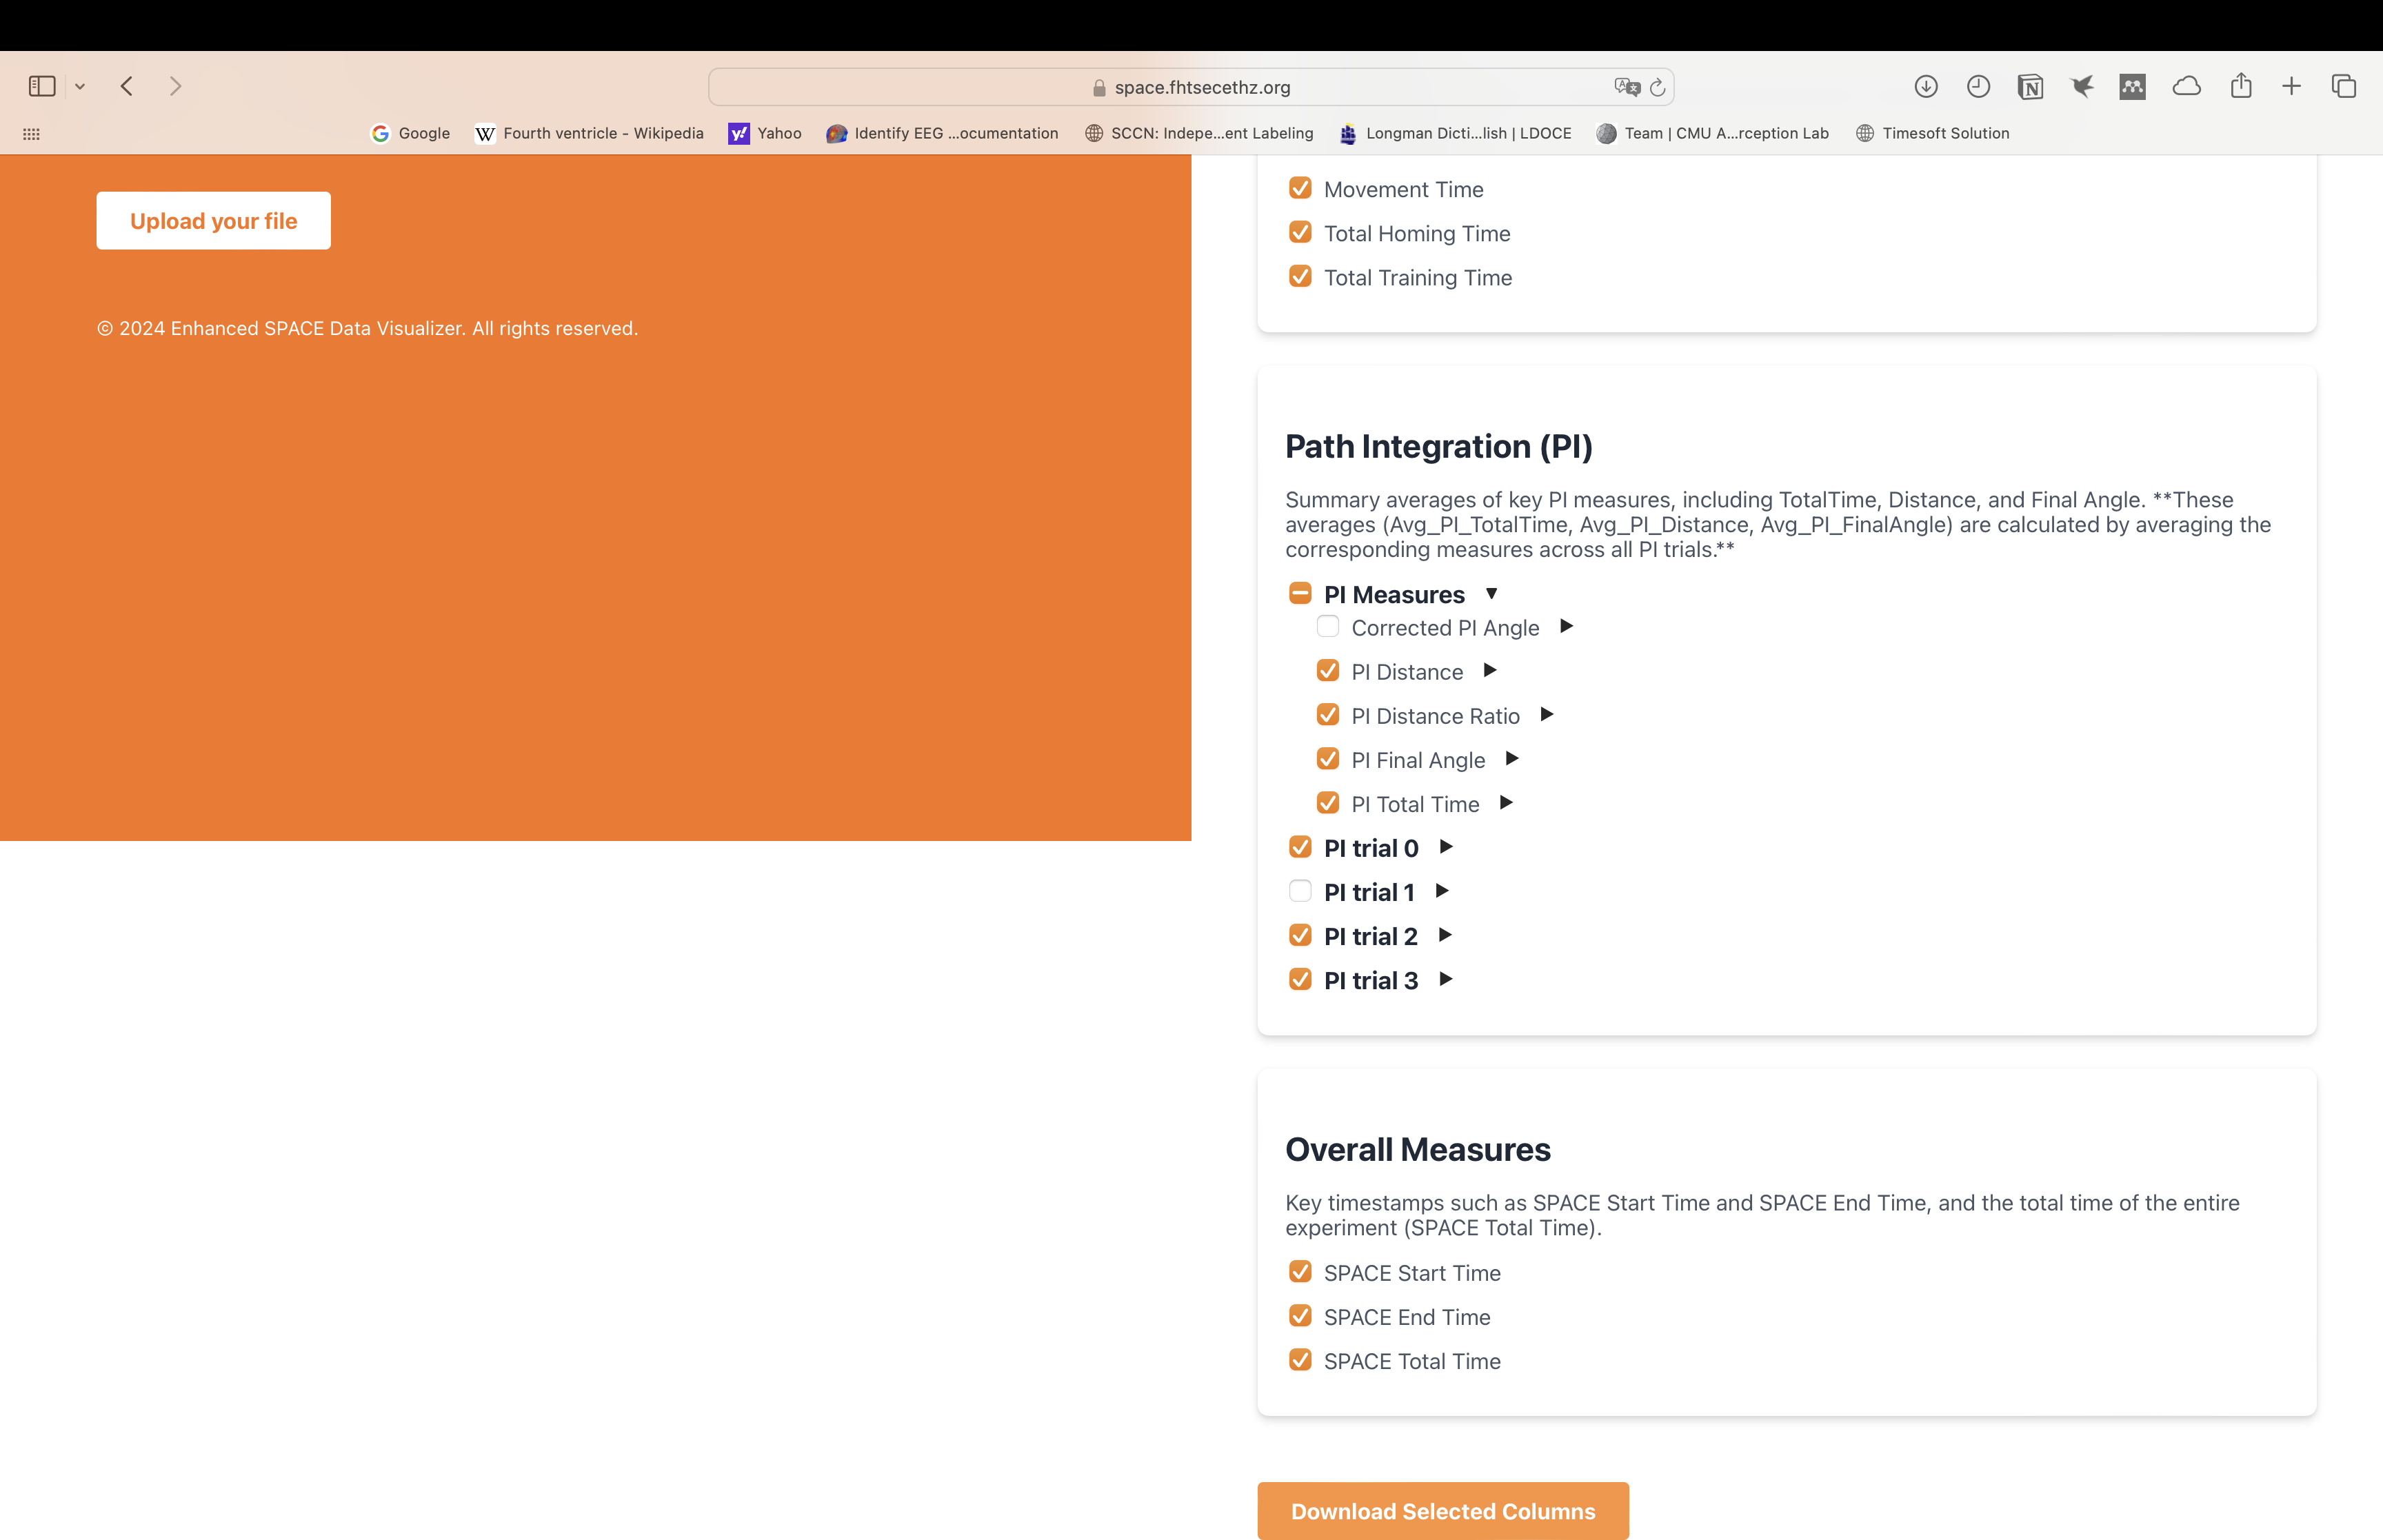 space.fhtsecethz.org
Google
Fourth ventricle - Wikipedia
Yahoo
Identify EEG ...ocumentation
SCCN: Indepe...ent Labeling
Longman Dicti...lish | LDOCE
Team | CMU A...rception Lab
Timesoft Solution
Upload your file
© 2024 Enhanced SPACE Data Visualizer. All rights reserved.
Movement Time
Total Homing Time
Total Training Time
Path Integration (PI)
Summary averages of key PI measures, including TotalTime, Distance, and Final Angle. **These
averages (Avg_PI_TotalTime, Avg_PI_Distance, Avg_PI_FinalAngle) are calculated by averaging the
corresponding measures across all PI trials.**
PI Measures
Corrected PI Angle
PI Distance
PI Distance Ratio
PI Final Angle
PI Total Time
PI trial 0
PI trial 1
PI trial 2
PI trial 3
Overall Measures
Key timestamps such as SPACE Start Time and SPACE End Time, and the total time of the entire
experiment (SPACE Total Time).
SPACE Start Time
SPACE End Time
SPACE Total Time
Download Selected Columns